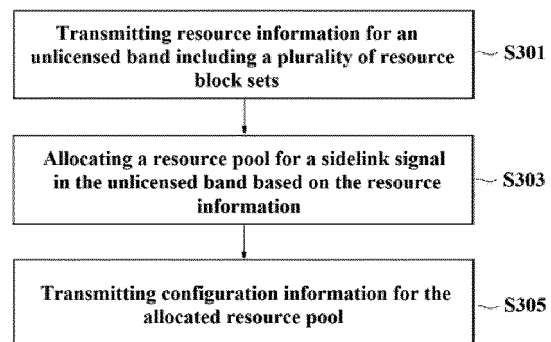 Transmitting resource information for an
unlicensed band including a plurality of resource
block sets
S301
Allocating a resource pool for a sidelink signal
in the unlicensed band based on the resource
information
S303
Transmitting configuration information for the
allocated resource pool
S305